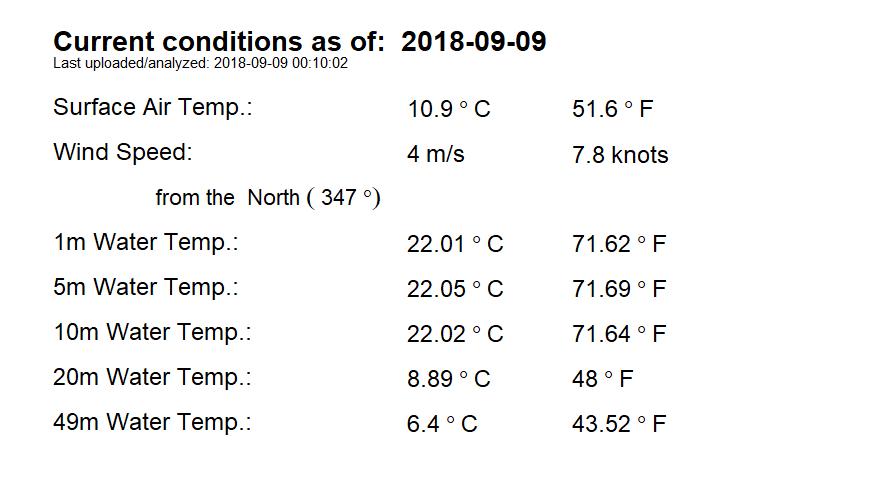 Current conditions as of: 2018-09-09
Last uploaded/analyzed: 2018-09-09 00:10:02
Surface Air Temp.: 10.9 ° C 51.6 ° F
Wind Speed: 4 m/s 7.8 knots
from the North ( 347 °)
1m Water Temp.: 22.01 ° C 71.62 ° F
5m Water Temp.: 22.05 ° C 71.69 ° F
10m Water Temp.: 22.02 ° C 71.64 ° F
20m Water Temp.: 8.89 ° C 48 ° F
49m Water Temp.: 6.4 ° C 43.52 ° F